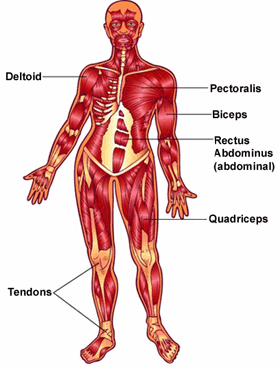 Deltoid
Pectoralis
Biceps
Rectus
Abdominus
(abdominal)
Quadriceps
Tendons